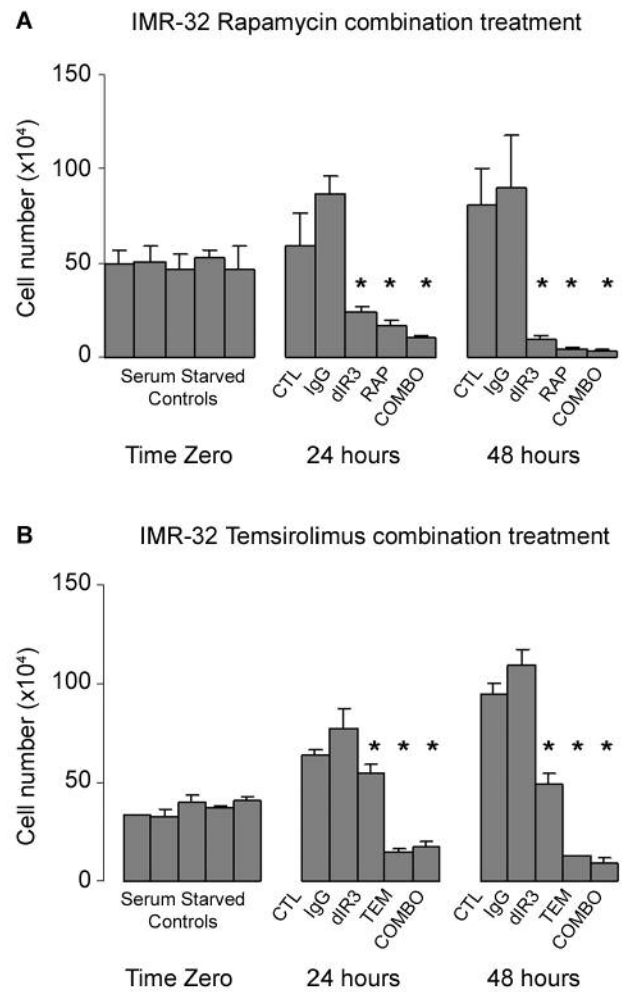 A
IMR-32 Rapamycin combination treatment
Cell number (x10⁴)
150
100
50
0
* * *
* * *
Serum Starved
Controls
CTL
IgG
dIR3
RAP
COMBO
CTL
IgG
dIR3
RAP
COMBO
Time Zero
24 hours
48 hours
B
IMR-32 Temsirolimus combination treatment
Cell number (x10⁴)
150
100
50
0
* * *
* * *
Serum Starved
Controls
CTL
IgG
dIR3
TEM
COMBO
CTL
IgG
dIR3
TEM
COMBO
Time Zero
24 hours
48 hours